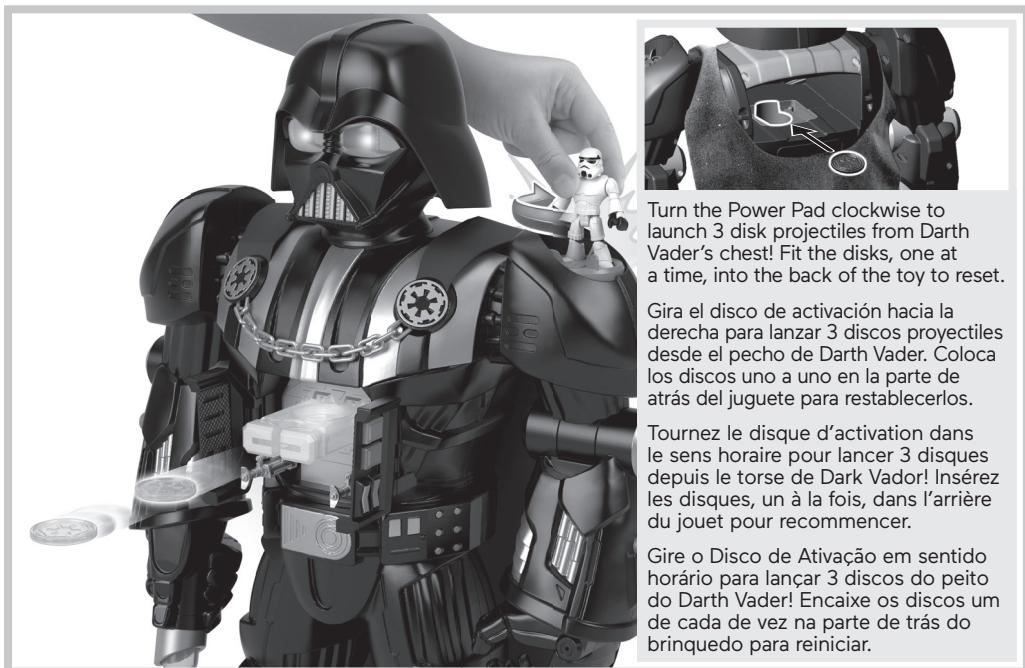 Turn the Power Pad clockwise to
launch 3 disk projectiles from Darth
Vader's chest! Fit the disks, one at
a time, into the back of the toy to reset.
Gira el disco de activación hacia la
derecha para lanzar 3 discos proyectiles
desde el pecho de Darth Vader. Coloca
los discos uno a uno en la parte de
atrás del juguete para restablecerlos.
Tournez le disque d'activation dans
le sens horaire pour lancer 3 disques
depuis le torse de Dark Vador! Insérez
les disques, un à la fois, dans l'arrière
du jouet pour recommencer.
Gire o Disco de Ativação em sentido
horário para lançar 3 discos do peito
do Darth Vader! Encaixe os discos um
de cada de vez na parte de trás do
brinquedo para reiniciar.